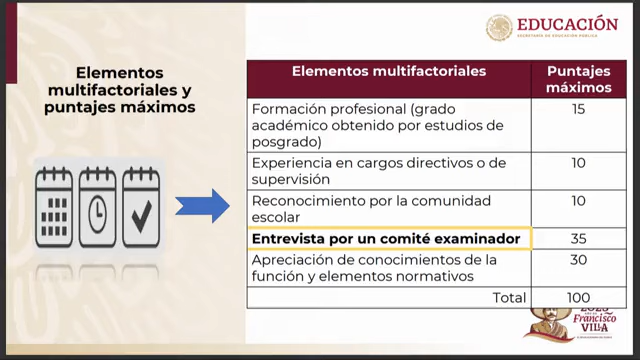 EDUCACIÓN
SECRETARÍA DE EDUCACIÓN PÚBLICA
Elementos
multifactoriales y
puntajes máximos
Elementos multifactoriales
Puntajes
máximos
Formación profesional (grado
académico obtenido por estudios de
posgrado)
15
Experiencia en cargos directivos o de
supervisión
10
Reconocimiento por la comunidad
escolar
10
Entrevista por un comité examinador
35
Apreciación de conocimientos de la
función y elementos normativos
30
Total
100
2023
Francisco
VILLA